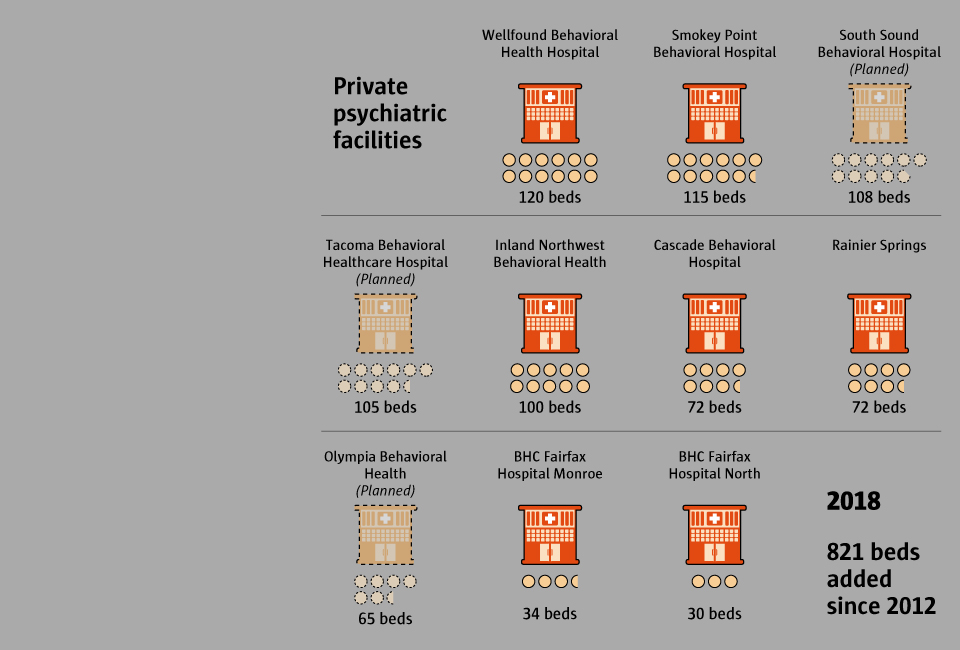 Private
psychiatric
facilities
Wellfound Behavioral
Health Hospital
120 beds
Smokey Point
Behavioral Hospital
115 beds
South Sound
Behavioral Hospital
(Planned)
108 beds
Tacoma Behavioral
Healthcare Hospital
(Planned)
105 beds
Inland Northwest
Behavioral Health
100 beds
Cascade Behavioral
Hospital
72 beds
Rainier Springs
72 beds
Olympia Behavioral
Health
(Planned)
65 beds
BHC Fairfax
Hospital Monroe
34 beds
BHC Fairfax
Hospital North
30 beds
2018
821 beds
added
since 2012